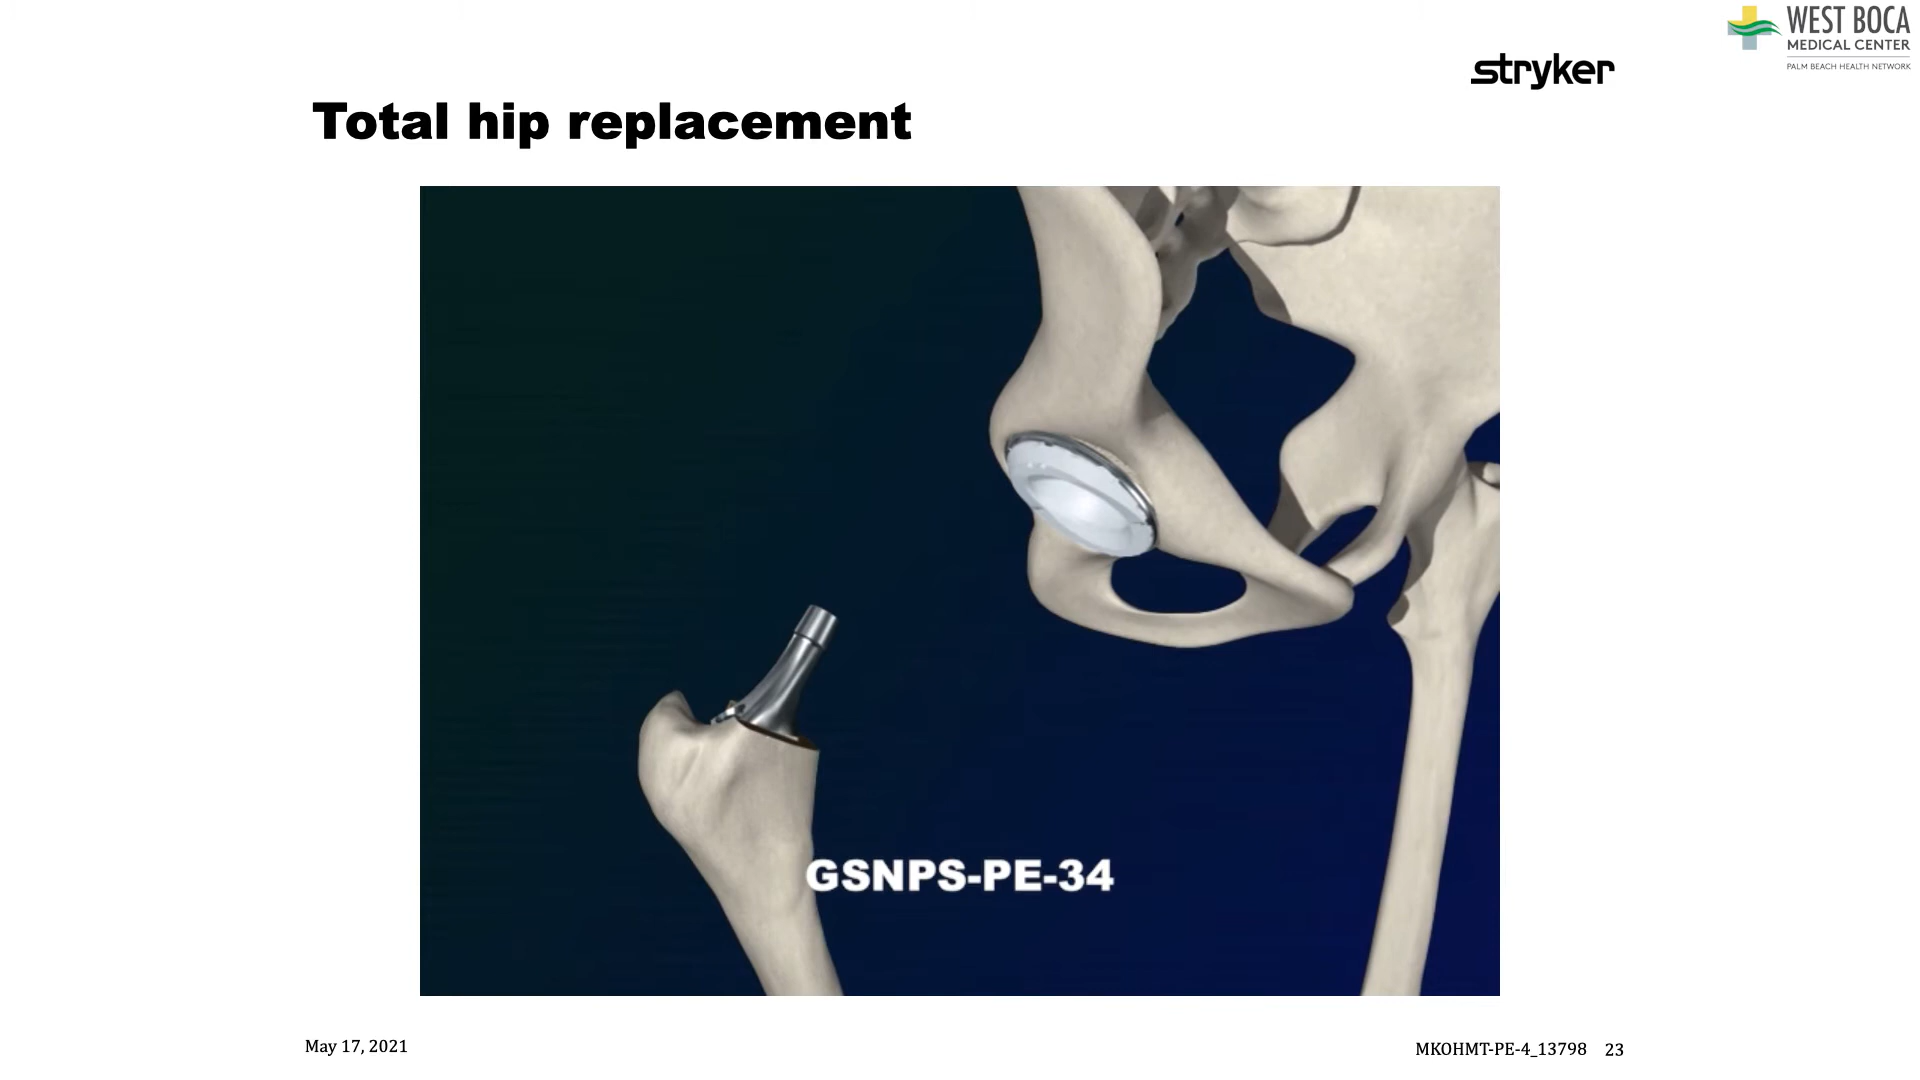 WEST BOCA
MEDICAL CENTER
PALM BEACH HEALTH NETWORK
stryker
Total hip replacement
GSNPS-PE-34
May 17, 2021
MKOHMT-PE-4_13798 23